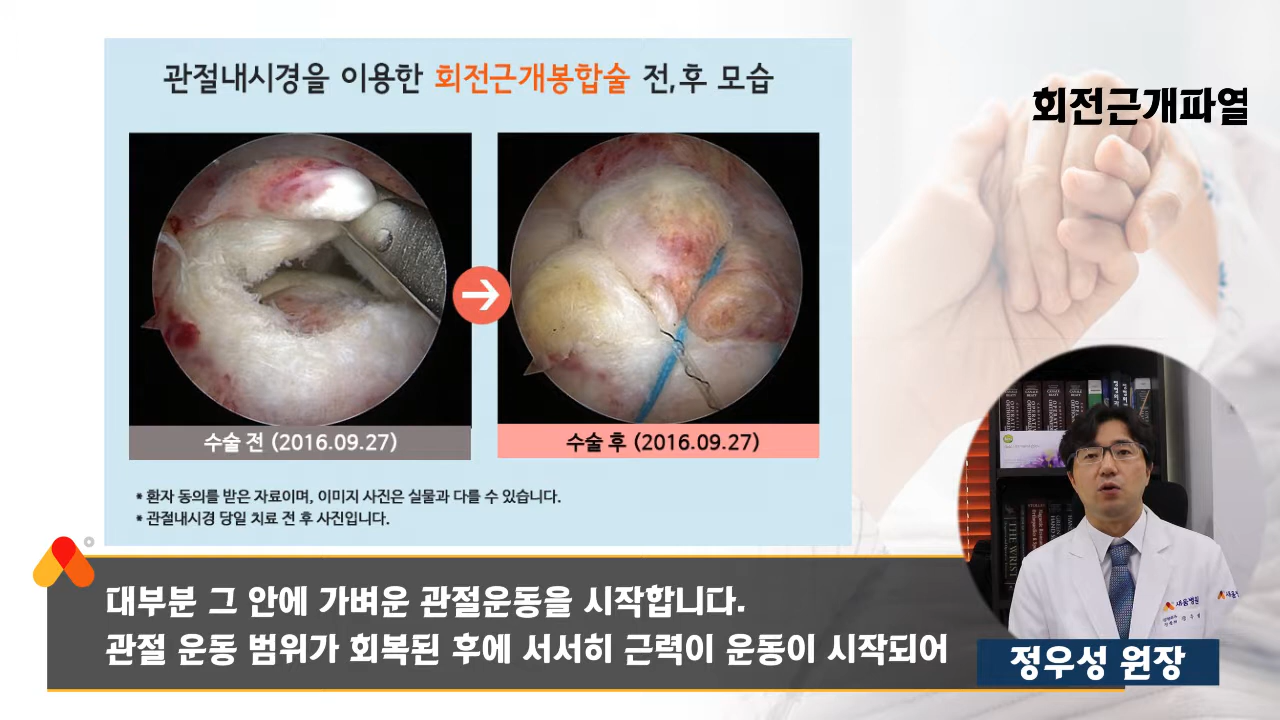 관절내시경을 이용한 회전근개봉합술 전,후 모습
회전근개파열
수술 전 (2016.09.27)
수술 후 (2016.09.27)
* 환자 동의를 받은 자료이며, 이미지 사진은 실물과 다를 수 있습니다.
* 관절내시경 당일 치료 전 후 사진입니다.
대부분 그 안에 가벼운 관절운동을 시작합니다.
관절 운동 범위가 회복된 후에 서서히 근력이 운동이 시작되어
새움병원
정우성 원장